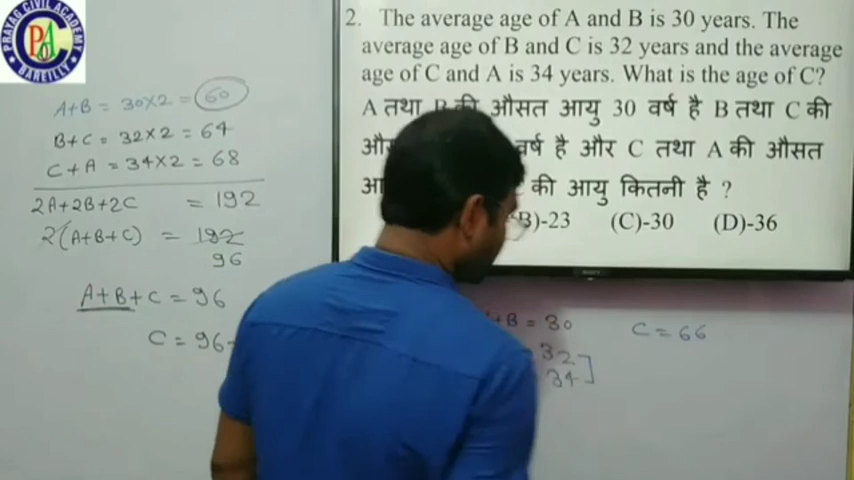 PRAYAG CIVIL ACADEMY
PCA
BAREILLY
A+B = 30×2 = 60
B+C = 32×2 = 64
C+A = 34×2 = 68
2A+2B+2C = 192
2(A+B+C) = 192
96
A+B+C = 96
C = 96-
2. The average age of A and B is 30 years. The
average age of B and C is 32 years and the average
age of C and A is 34 years. What is the age of C?
A तथा B की औसत आयु 30 वर्ष है B तथा C की
वर्ष है और C तथा A की औसत
की आयु कितनी है ?
(B)-23 (C)-30 (D)-36
+B = 30
32
34
C = 66